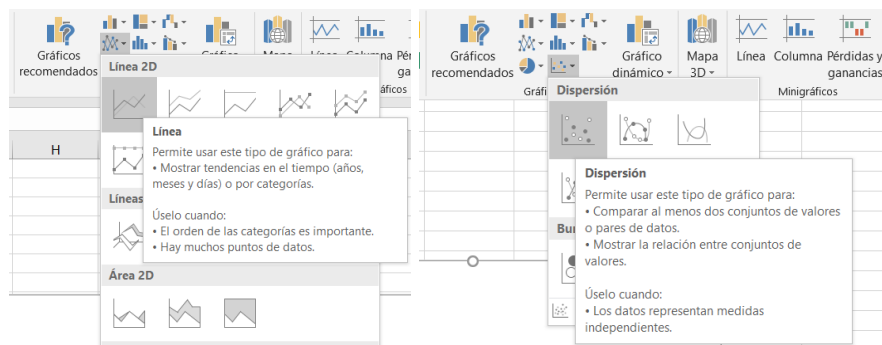 Gráficos
recomendados
Gráfico
Mapa
Línea
Columna
Línea 2D
áficos
H
Línea
Permite usar este tipo de gráfico para:
• Mostrar tendencias en el tiempo (años,
meses y días) o por categorías.
Úselo cuando:
• El orden de las categorías es importante.
• Hay muchos puntos de datos.
Líneas
Área 2D
Gráficos
recomendados
Gráfico
dinámico
Mapa
3D
Línea
Columna
Pérdidas y
ganancias
Gráfi
Minigráficos
Dispersión
Dispersión
Permite usar este tipo de gráfico para:
• Comparar al menos dos conjuntos de valores
o pares de datos.
• Mostrar la relación entre conjuntos de
valores.
Úselo cuando:
• Los datos representan medidas
independientes.
Bur